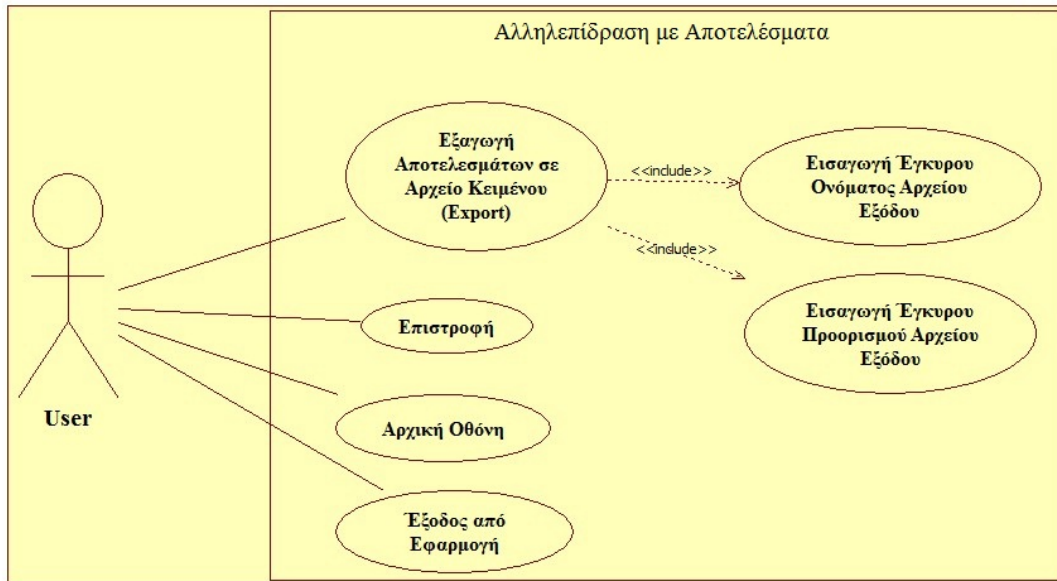 Αλληλεπίδραση με Αποτελέσματα
Εξαγωγή
Αποτελεσμάτων σε
Αρχείο Κειμένου
(Export)
<<include>>
Εισαγωγή Έγκυρου
Ονόματος Αρχείου
Εξόδου
<<include>>
Εισαγωγή Έγκυρου
Προορισμού Αρχείου
Εξόδου
Επιστροφή
User
Αρχική Οθόνη
Έξοδος από
Εφαρμογή